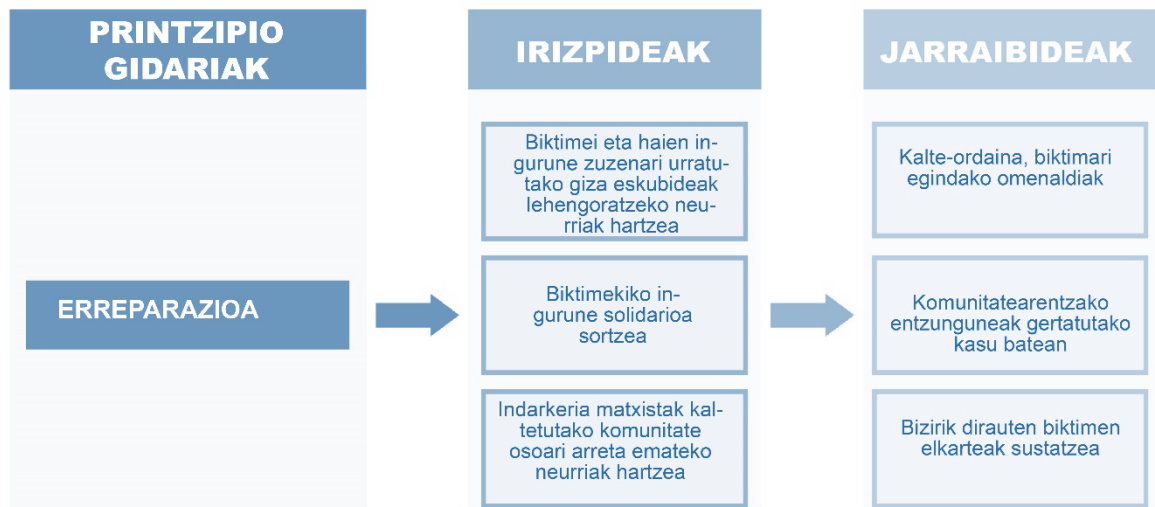 PRINTZIPIO
GIDARIAK
ERREPARAZIOA
IRIZPIDEAK
Biktimei eta haien in-
gurune zuzenari urratu-
tako giza eskubideak
lehengoratzeko neu-
rriak hartzea
Biktimekiko in-
gurune solidarioa
sortzea
Indarkeria matxistak kal-
tetutako komunitate
osoari arreta emateko
neurriak hartzea
JARRAIBIDEAK
Kalte-ordaina, biktimari
egindako omenaldiak
Komunitatearentzako
entzunguneak gertatutako
kasu batean
Bizirik dirauten biktimen
elkarteak sustatzea